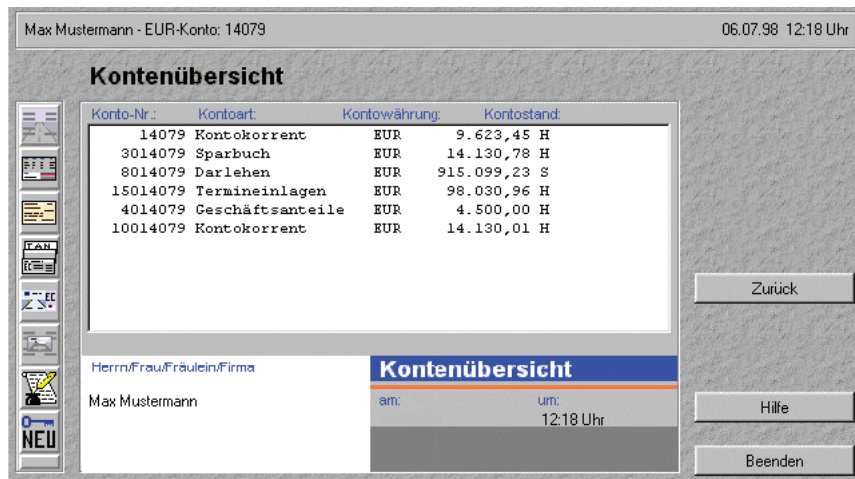 Max Mustermann - EUR-Konto: 14079 06.07.98 12:18 Uhr
Kontenübersicht
Konto-Nr.: Kontoart: Kontowährung: Kontostand:
14079 Kontokorrent EUR 9.623,45 H
3014079 Sparbuch EUR 14.130,78 H
8014079 Darlehen EUR 915.099,23 S
15014079 Termineinlagen EUR 98.030,96 H
4014079 Geschäftsanteile EUR 4.500,00 H
10014079 Kontokorrent EUR 14.130,01 H
TAN
EC
EC
NEU
Zurück
Herrn/Frau/Fräulein/Firma
Max Mustermann
Kontenübersicht
am: um:
12:18 Uhr
Hilfe
Beenden